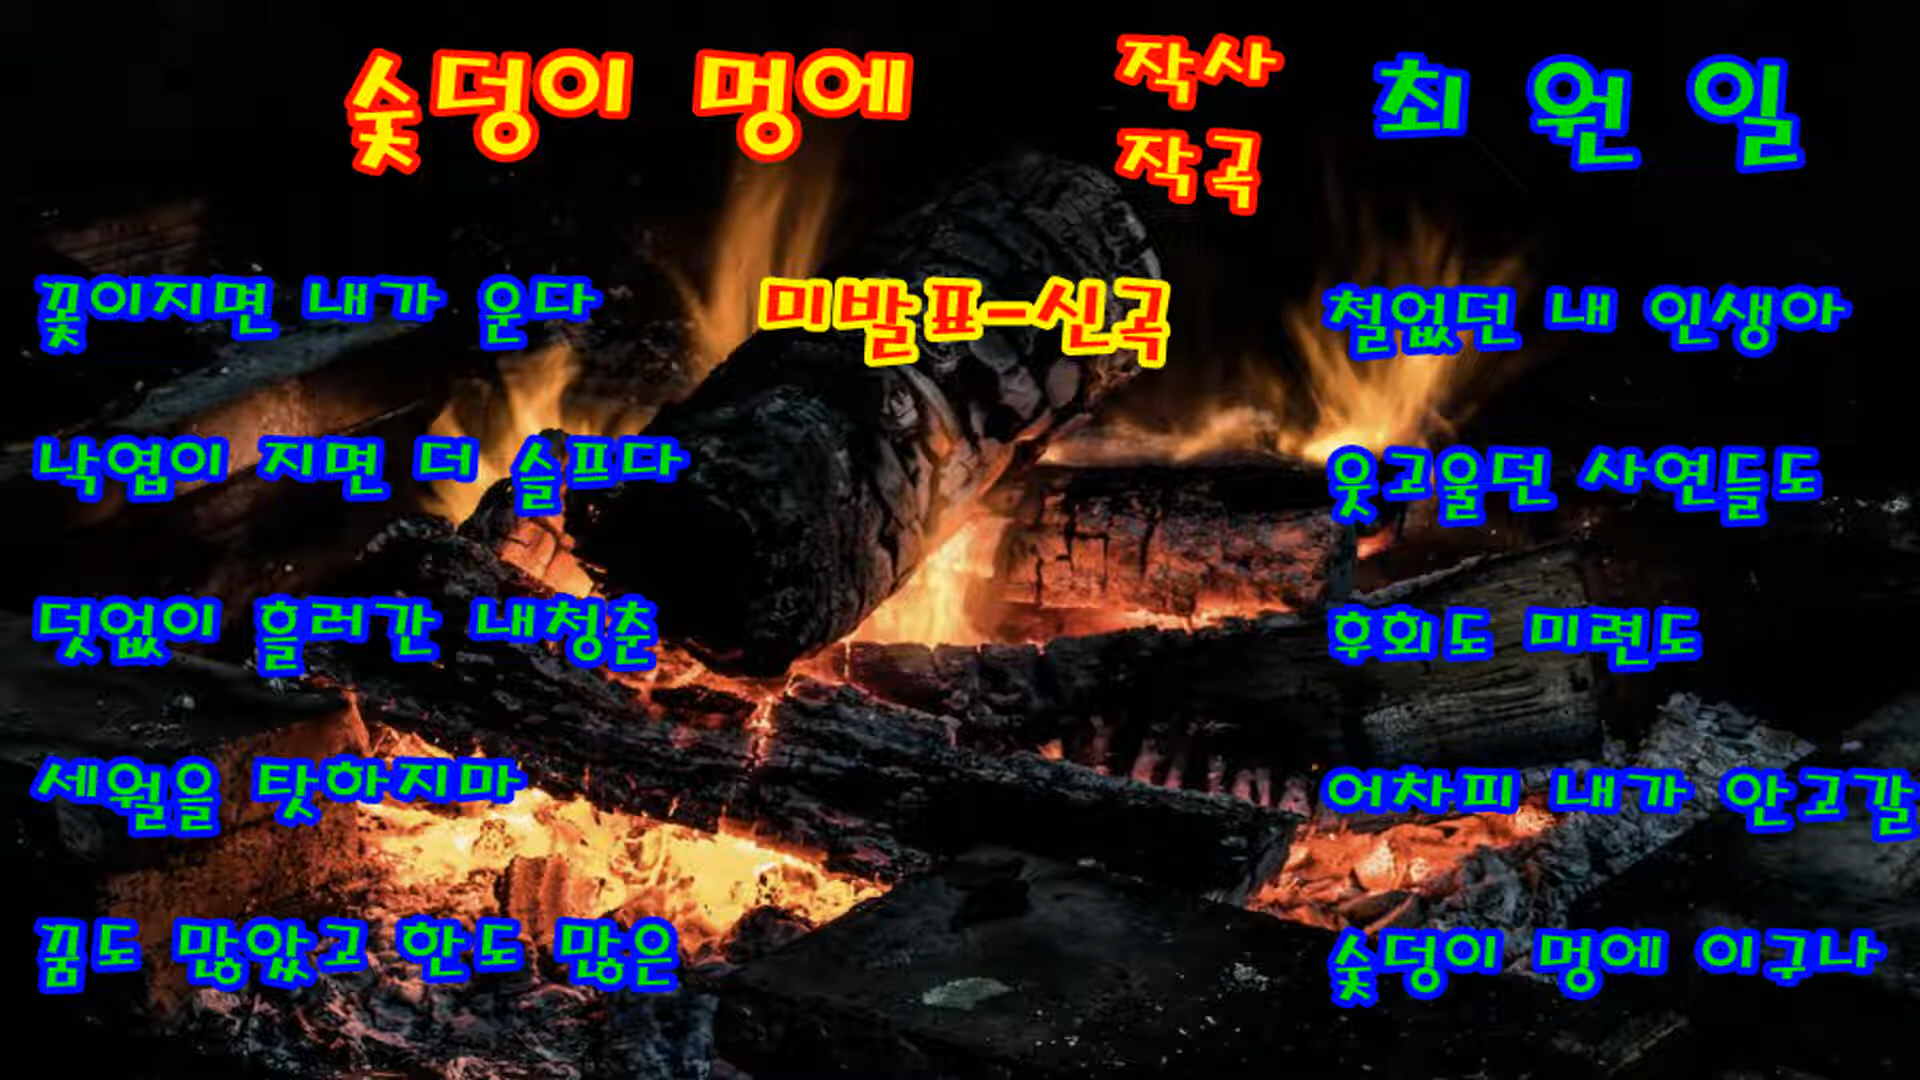 숯덩이 멍에
작사
작곡
최 원 일
미발표-신곡
꽃이지면 내가 운다
낙엽이 지면 더 슬프다
덧없이 흘러간 내청춘
세월을 탓하지마
꿈도 많았고 한도 많은
철없던 내 인생아
웃고울던 사연들도
후회도 미련도
어차피 내가 안고갈
숯덩이 멍에 이구나